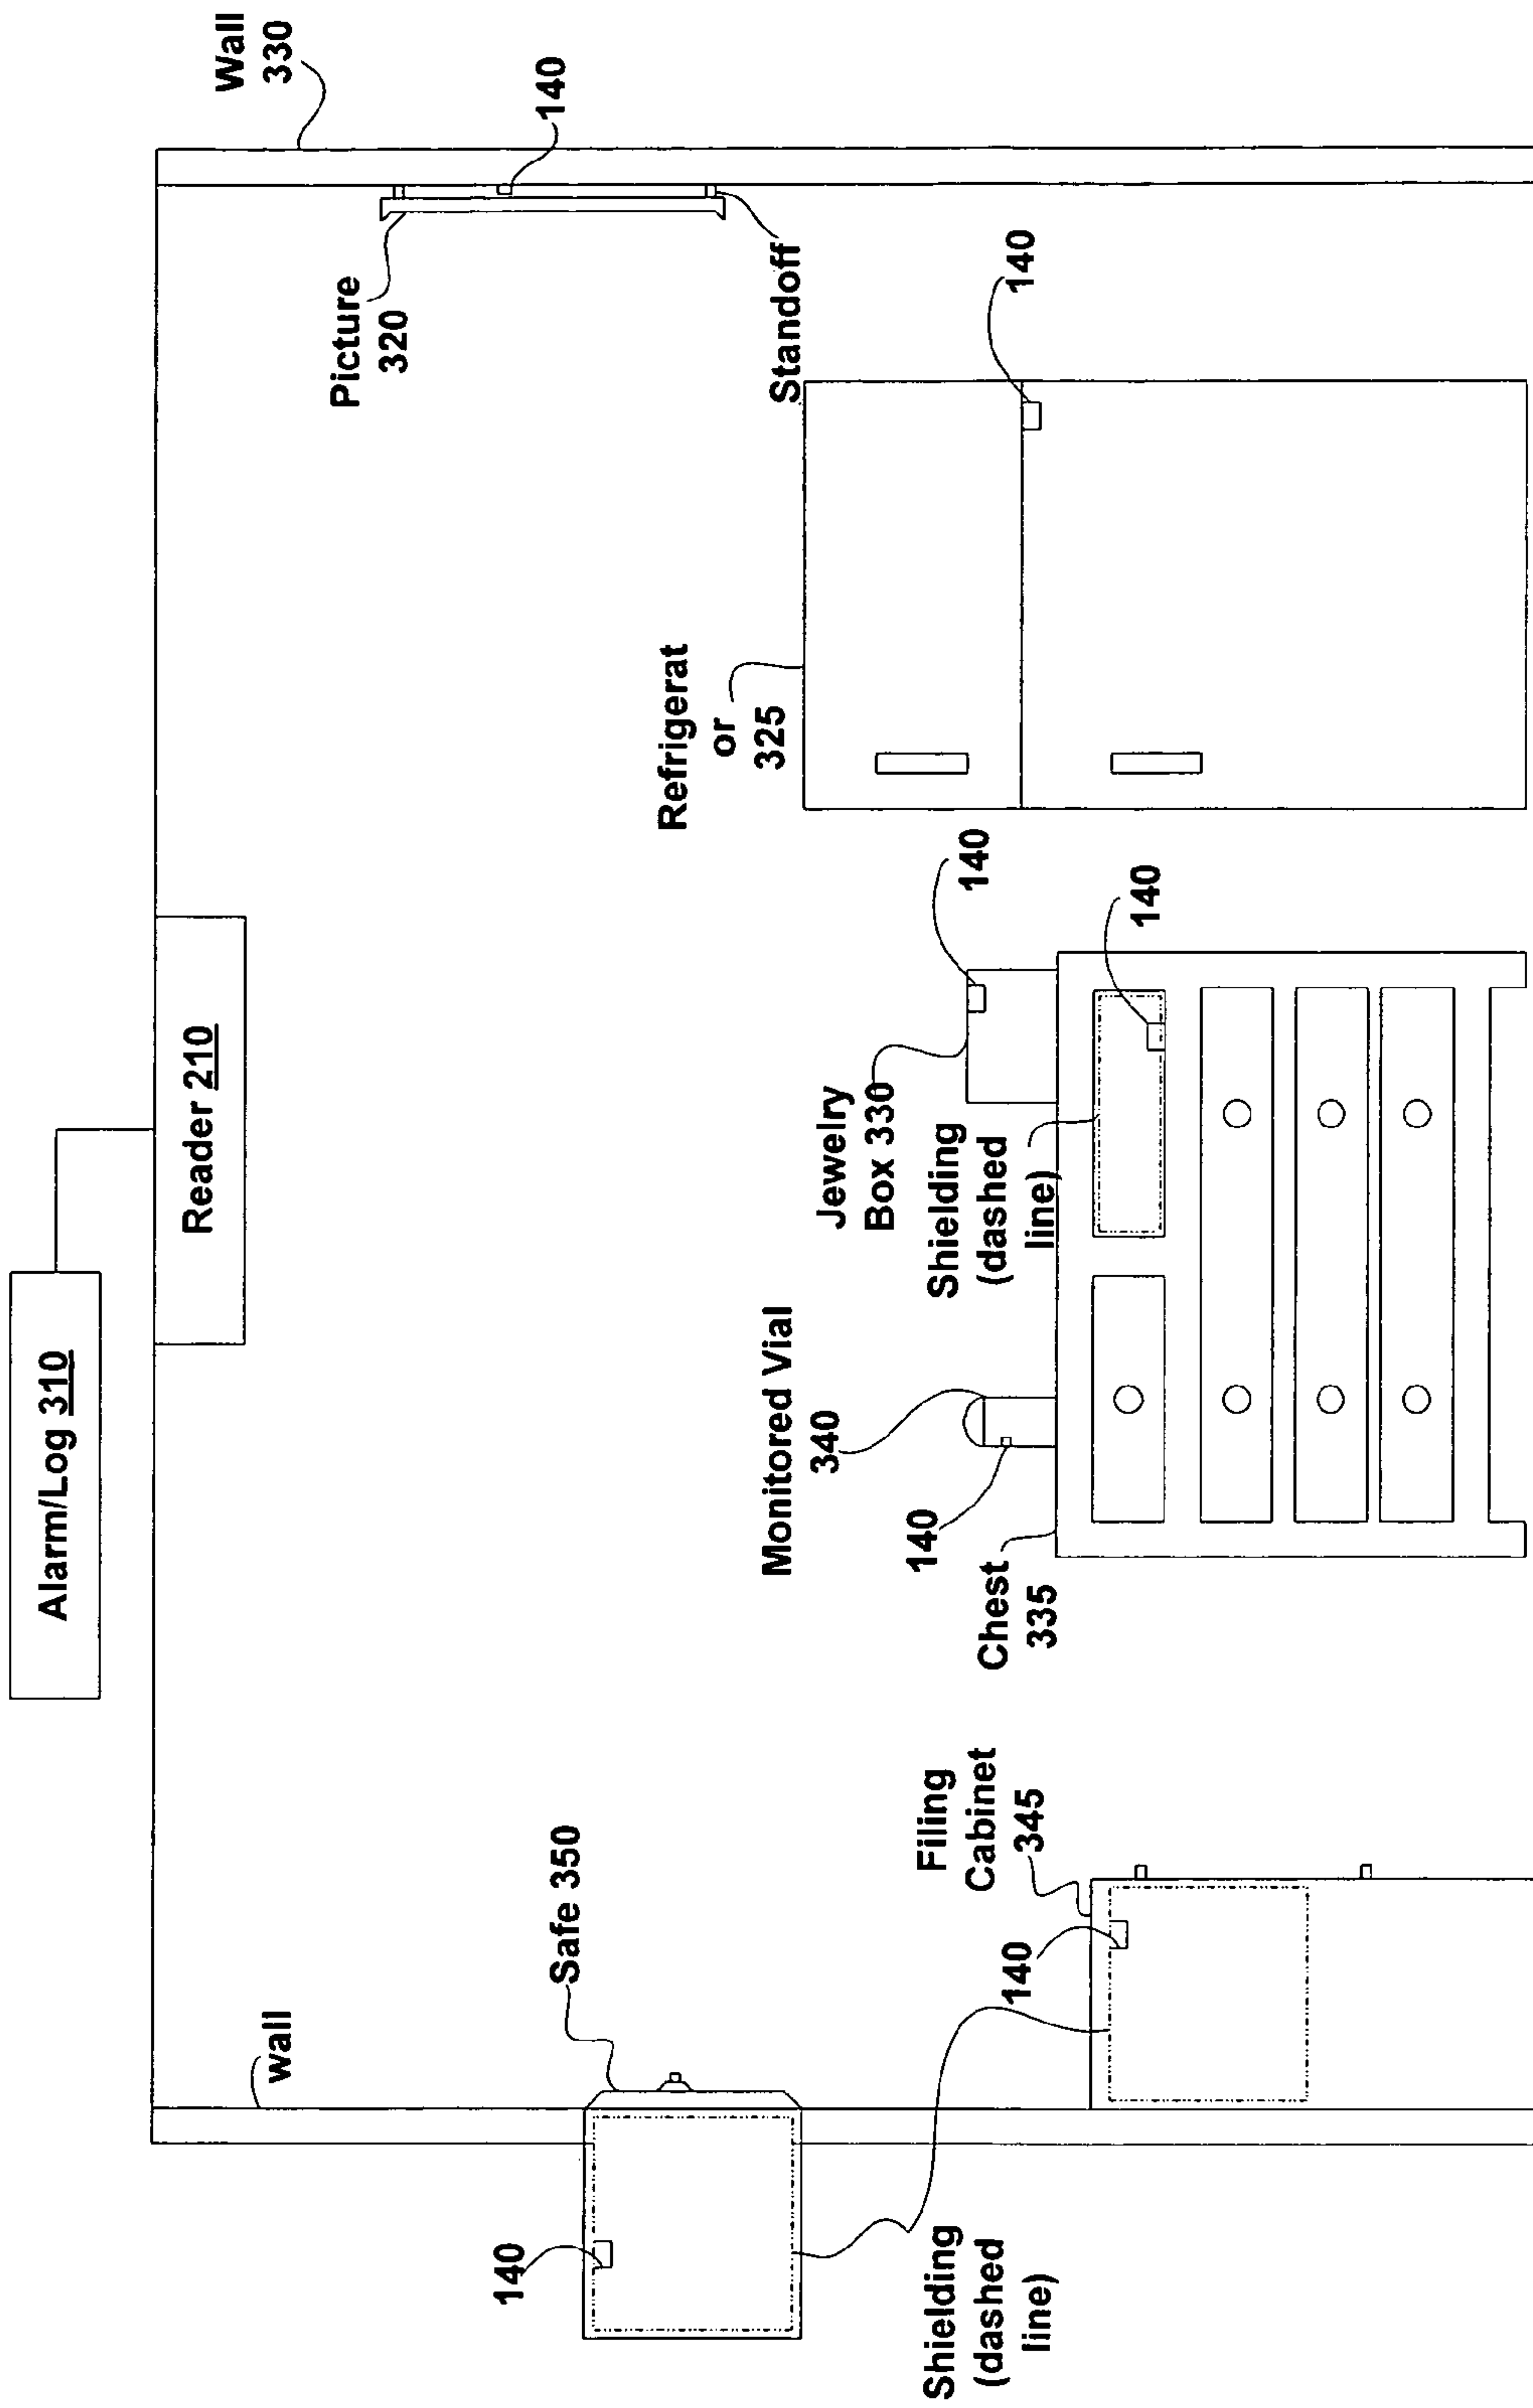 Alarm/Log 310
Reader 210
Wall
330
140
Picture
320
Standoff
wall
Safe 350
140
Refrigerat
or
325
140
Monitored Vial
340
140
Jewelry
Box 330
140
Shielding
(dashed
line)
140
Chest
335
Filing
Cabinet
345
140
Shielding
(dashed
line)